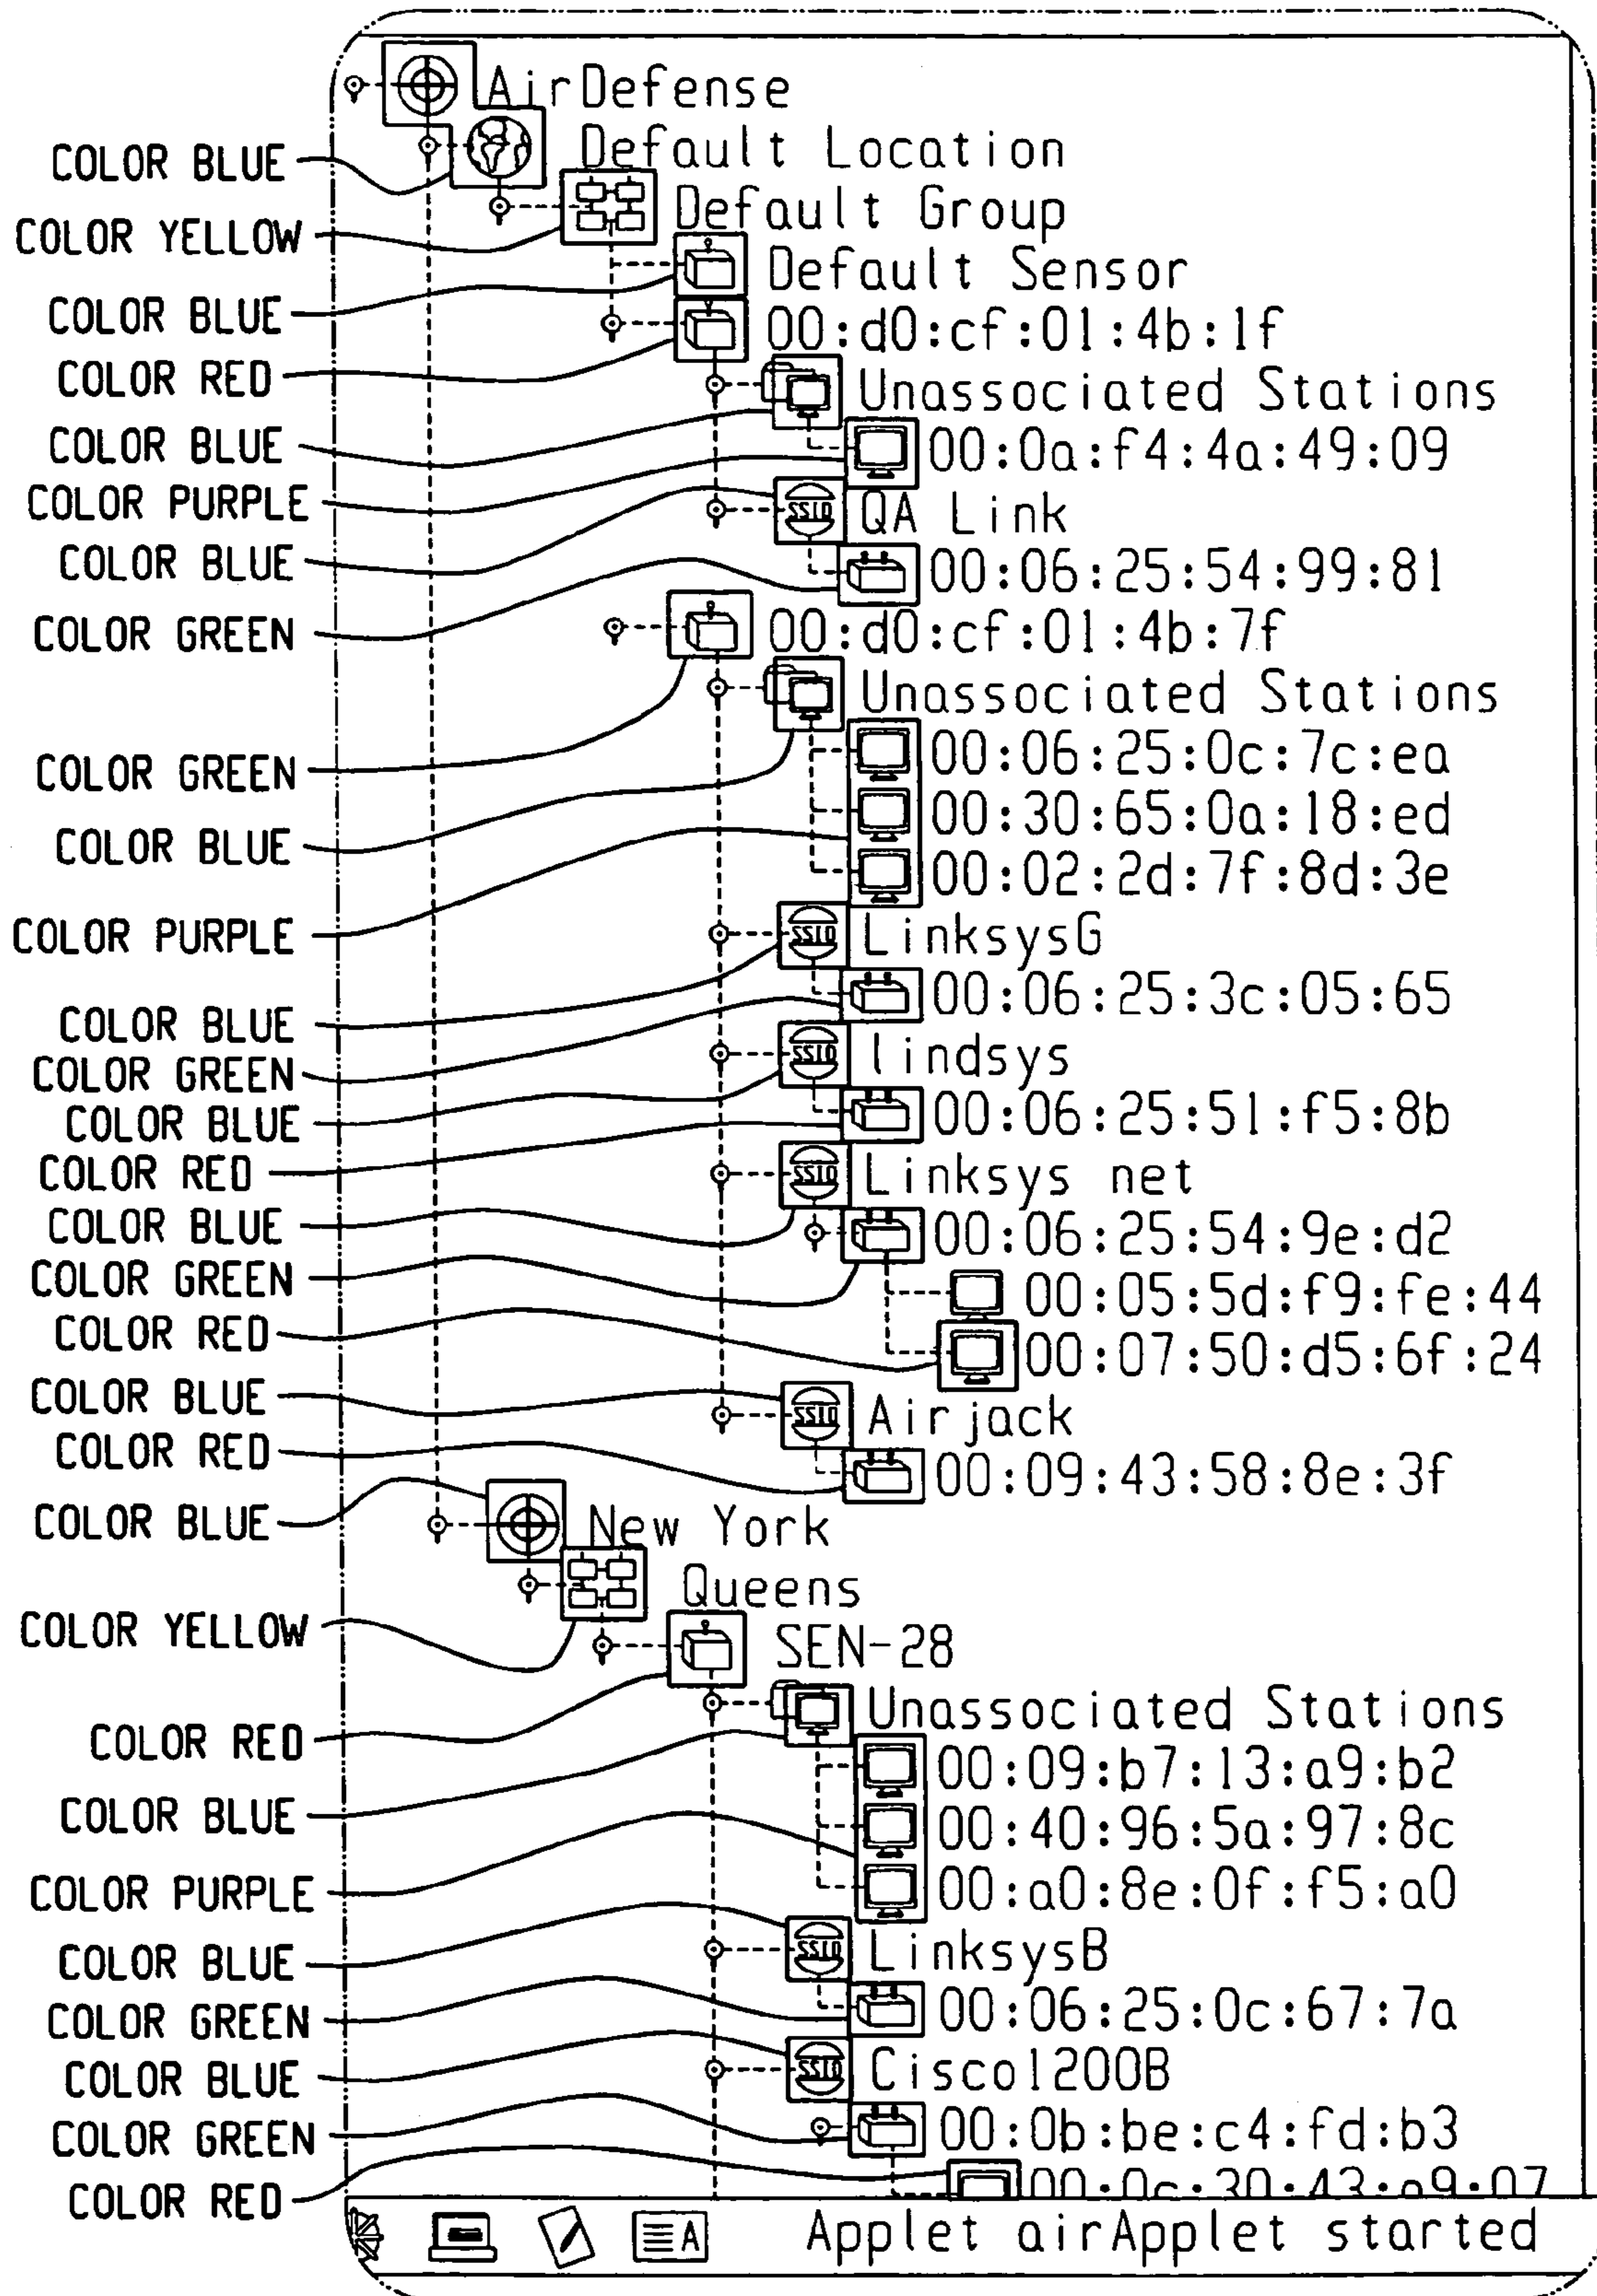 AirDefense
COLOR BLUE Default Location
COLOR YELLOW Default Group
COLOR BLUE Default Sensor
COLOR RED 00:d0:cf:01:4b:1f
Unassociated Stations
COLOR BLUE 00:0a:f4:4a:49:09
COLOR PURPLE SSID QA Link
COLOR BLUE 00:06:25:54:99:81
COLOR GREEN 00:d0:cf:01:4b:7f
Unassociated Stations
COLOR GREEN 00:06:25:0c:7c:ea
COLOR BLUE 00:30:65:0a:18:ed
00:02:2d:7f:8d:3e
COLOR PURPLE SSID LinksysG
COLOR BLUE 00:06:25:3c:05:65
COLOR GREEN SSID lindsys
COLOR BLUE 00:06:25:51:f5:8b
COLOR RED SSID Linksys net
COLOR BLUE 00:06:25:54:9e:d2
COLOR GREEN 00:05:5d:f9:fe:44
COLOR RED 00:07:50:d5:6f:24
COLOR BLUE SSID Airjack
COLOR RED 00:09:43:58:8e:3f
COLOR BLUE New York
Queens
COLOR YELLOW SEN-28
COLOR RED Unassociated Stations
00:09:b7:13:a9:b2
COLOR BLUE 00:40:96:5a:97:8c
COLOR PURPLE 00:a0:8e:0f:f5:a0
COLOR BLUE SSID LinksysB
COLOR GREEN 00:06:25:0c:67:7a
COLOR BLUE SSID Cisco1200B
COLOR GREEN 00:0b:be:c4:fd:b3
COLOR RED
A Applet airApplet started